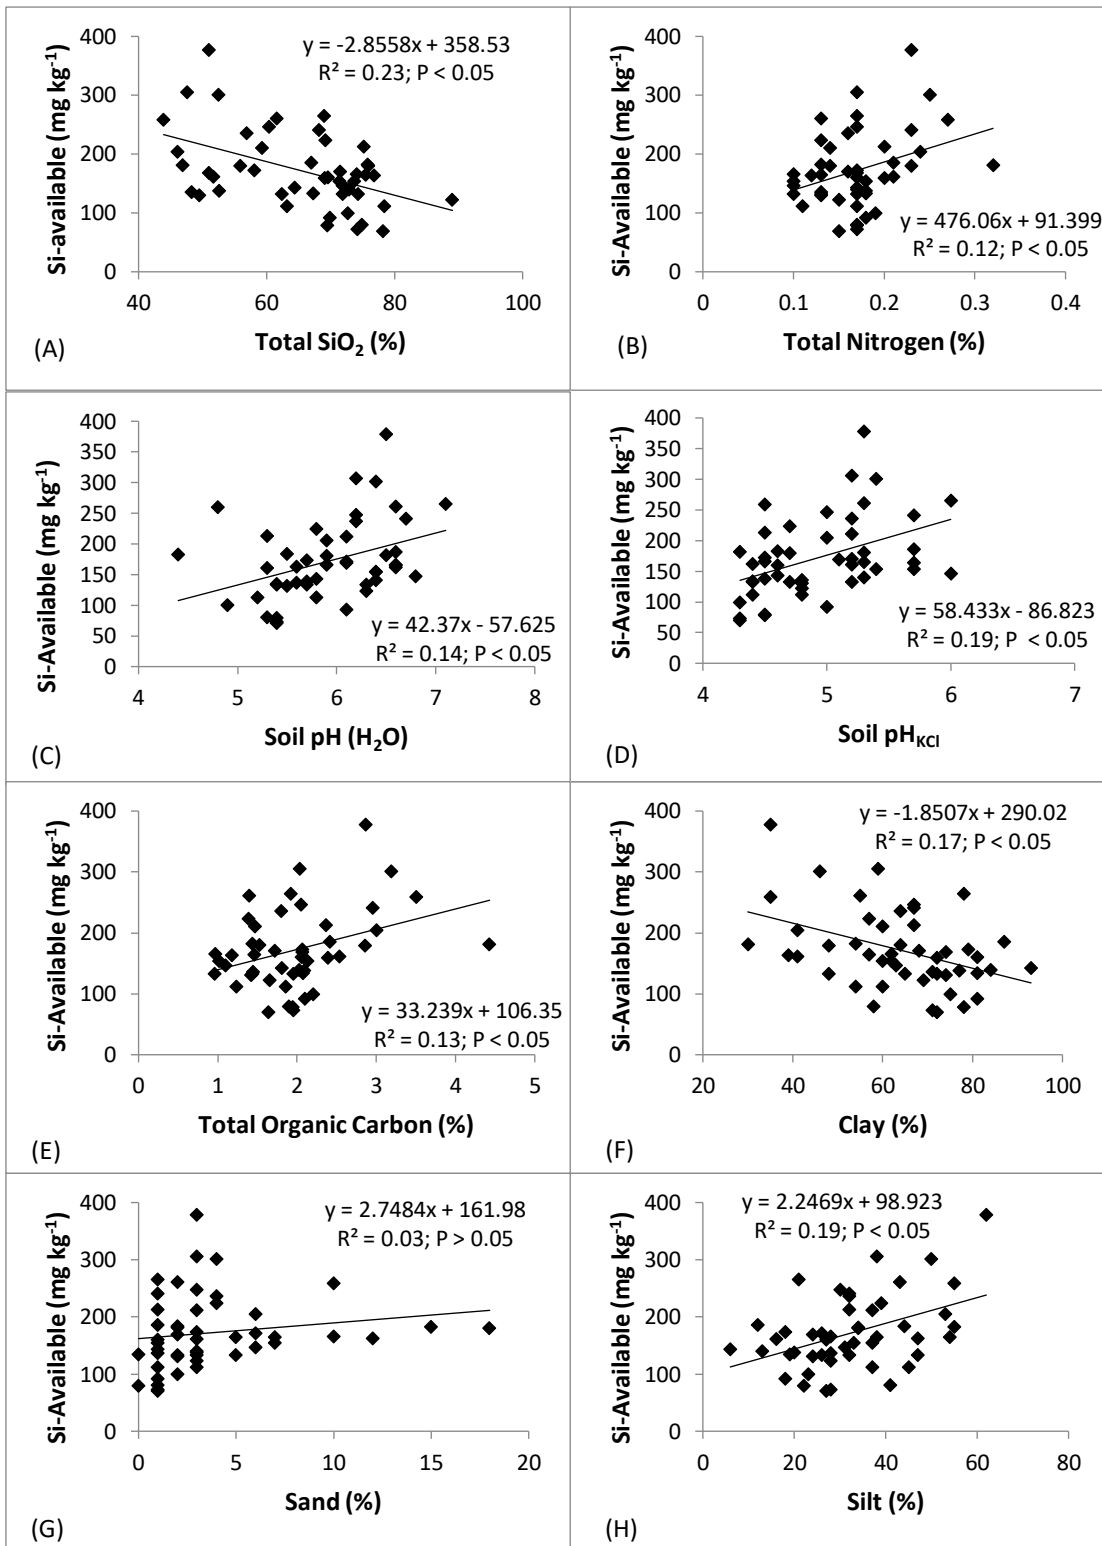 y = -2.8558x + 358.53
R² = 0.23; P < 0.05
Si-available (mg kg⁻¹)
400
300
200
100
0
40 60 80 100
Total SiO₂ (%)
(A)
y = 476.06x + 91.399
R² = 0.12; P < 0.05
Si-Available (mg kg⁻¹)
400
300
200
100
0
0 0.1 0.2 0.3 0.4
Total Nitrogen (%)
(B)
y = 42.37x - 57.625
R² = 0.14; P < 0.05
Si-Available (mg kg⁻¹)
400
350
300
250
200
150
100
50
0
4 5 6 7 8
Soil pH (H₂O)
(C)
y = 58.433x - 86.823
R² = 0.19; P < 0.05
Si-Available (mg kg⁻¹)
400
350
300
250
200
150
100
50
0
4 5 6 7
Soil pH_KCl
(D)
y = 33.239x + 106.35
R² = 0.13; P < 0.05
Si-Available (mg kg⁻¹)
400
300
200
100
0
0 1 2 3 4 5
Total Organic Carbon (%)
(E)
y = -1.8507x + 290.02
R² = 0.17; P < 0.05
Si-Available (mg kg⁻¹)
400
300
200
100
0
20 40 60 80 100
Clay (%)
(F)
y = 2.7484x + 161.98
R² = 0.03; P > 0.05
Si-Available (mg kg⁻¹)
400
300
200
100
0
0 5 10 15 20
Sand (%)
(G)
y = 2.2469x + 98.923
R² = 0.19; P < 0.05
Si-Available (mg kg⁻¹)
400
300
200
100
0
0 20 40 60 80
Silt (%)
(H)